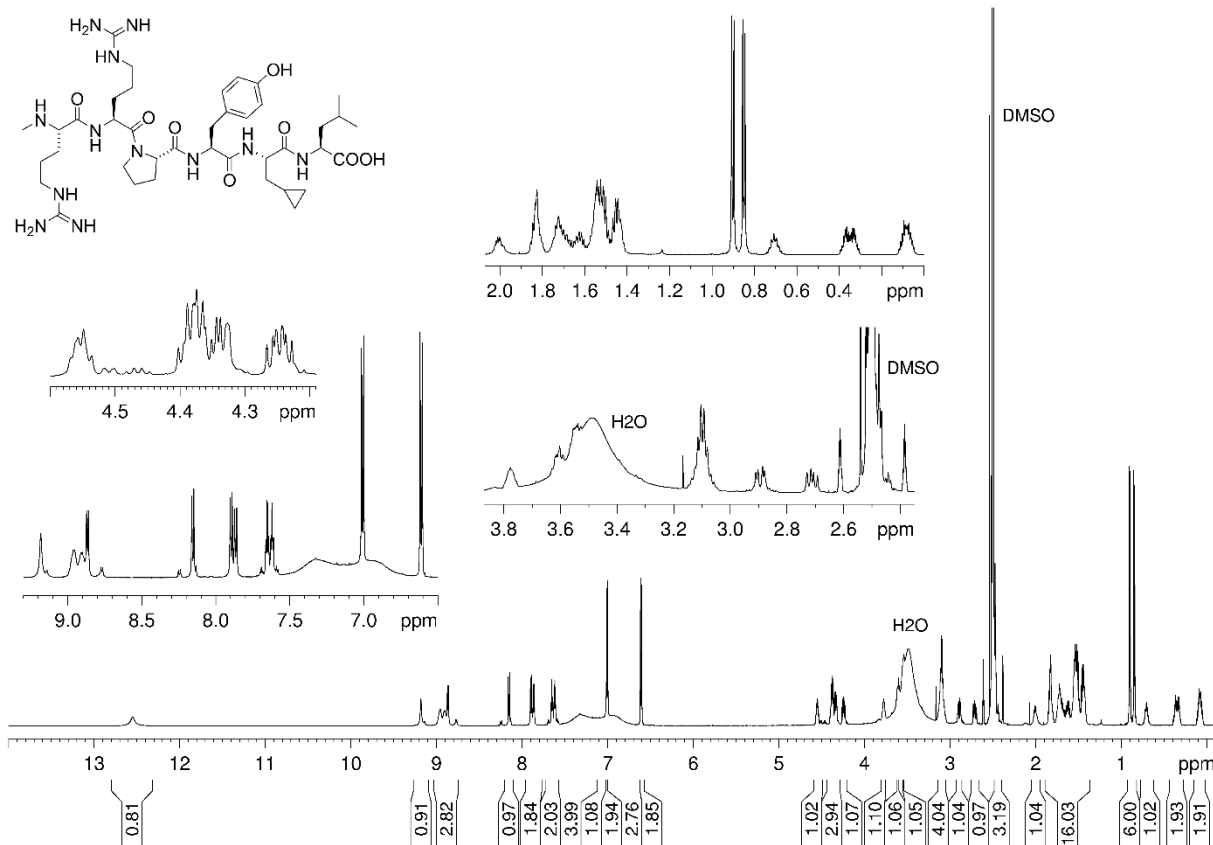 H₂N NH
HN
H₂N NH
HN
H
N
O
N
H
O
N
O
N
H
OH
O
H
N
O
N
H
COOH
2.0 1.8 1.6 1.4 1.2 1.0 0.8 0.6 0.4 ppm
DMSO
4.5 4.4 4.3 ppm
H2O
DMSO
3.8 3.6 3.4 3.2 3.0 2.8 2.6 ppm
9.0 8.5 8.0 7.5 7.0 ppm
H2O
13 12 11 10 9 8 7 6 5 4 3 2 1 ppm
0.81 0.91 2.82 0.97 1.84 2.03 3.99 1.08 1.94 2.76 1.85 1.02 2.94 1.07 1.10 1.06 1.05 4.04 1.04 0.97 3.19 1.04 16.03 6.00 1.02 1.93 1.91